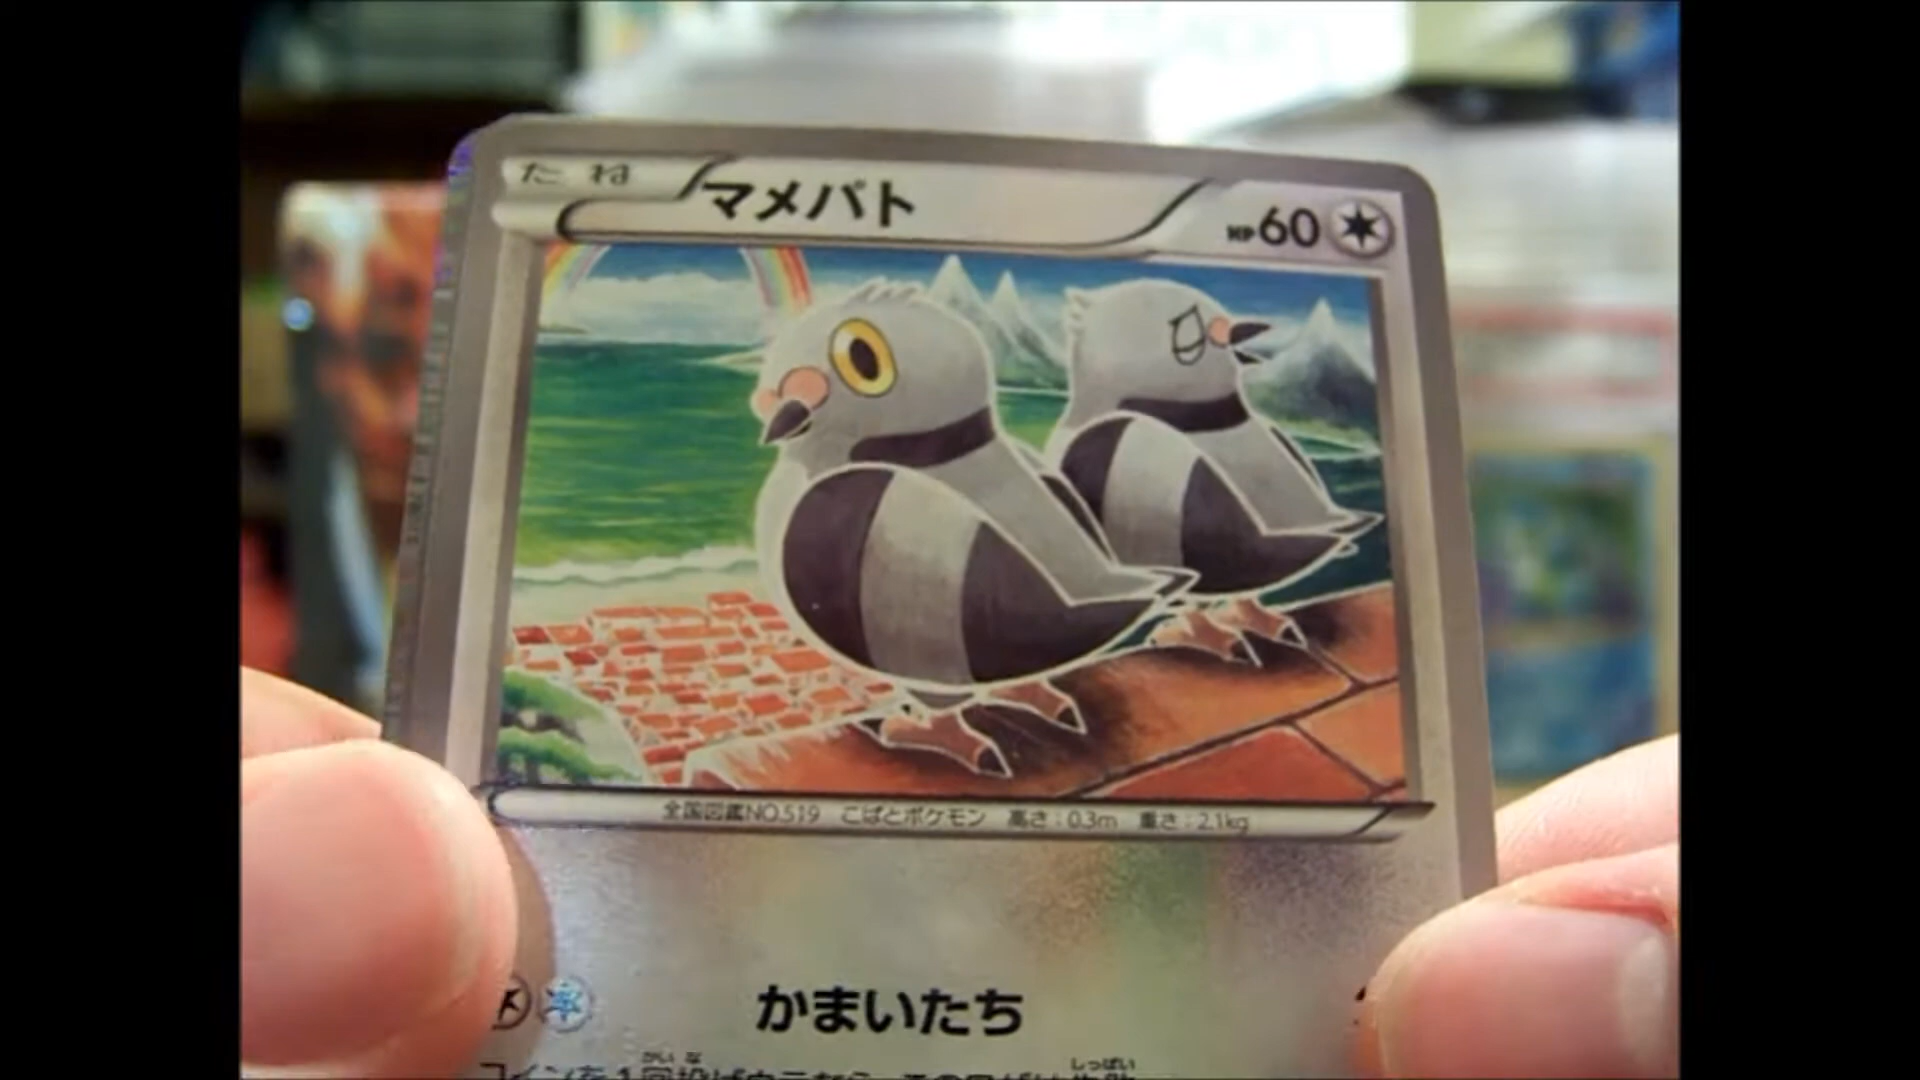 たね マメパト HP60
全国図鑑NO.519 こばとポケモン 高さ:0.3m 重さ:2.1kg
かまいたち